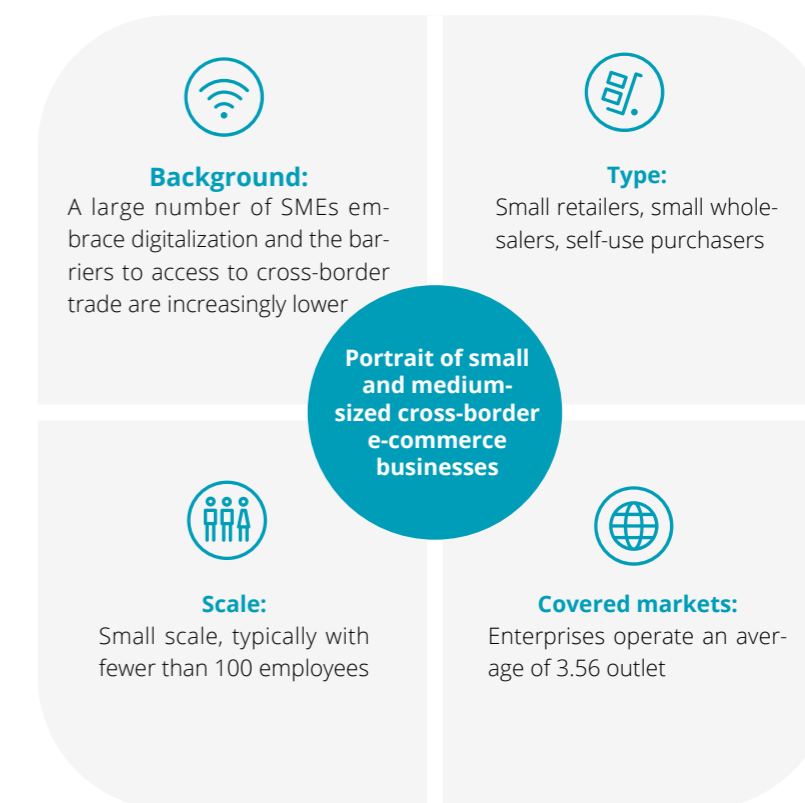 Background:
A large number of SMEs em-
brace digitalization and the bar-
riers to access to cross-border
trade are increasingly lower
Type:
Small retailers, small whole-
salers, self-use purchasers
Portrait of small
and medium-
sized cross-border
e-commerce
businesses
Scale:
Small scale, typically with
fewer than 100 employees
Covered markets:
Enterprises operate an aver-
age of 3.56 outlet